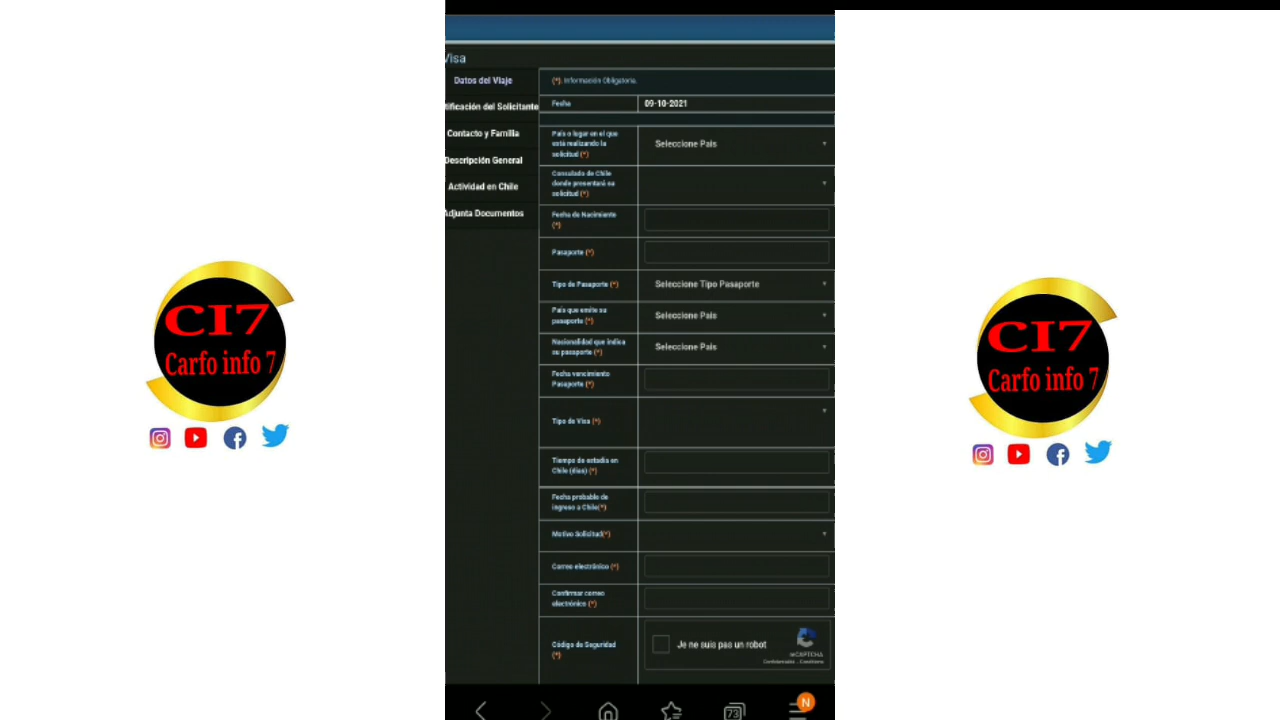 Visa
Datos del Viaje
tificación del Solicitante
Contacto y Familia
Descripción General
Actividad en Chile
Adjunta Documentos
(*): Información Obligatoria.
Fecha
09-10-2021
País o lugar en el que
está realizando la
solicitud (*)
Seleccione País
Consulado de Chile
donde presentará su
solicitud (*)
Fecha de Nacimiento
(*)
Pasaporte (*)
Tipo de Pasaporte (*)
Seleccione Tipo Pasaporte
País que emite su
pasaporte (*)
Seleccione País
Nacionalidad que indica
su pasaporte (*)
Seleccione País
Fecha vencimiento
Pasaporte (*)
Tipo de Visa (*)
Tiempo de estadía en
Chile (días) (*)
Fecha probable de
ingreso a Chile(*)
Motivo Solicitud(*)
Correo electrónico (*)
Confirmar correo
electrónico (*)
Código de Seguridad
(*)
Je ne suis pas un robot
reCAPTCHA
Confidentialité - Conditions
73
N
CI7
Carfo info 7
CI7
Carfo info 7